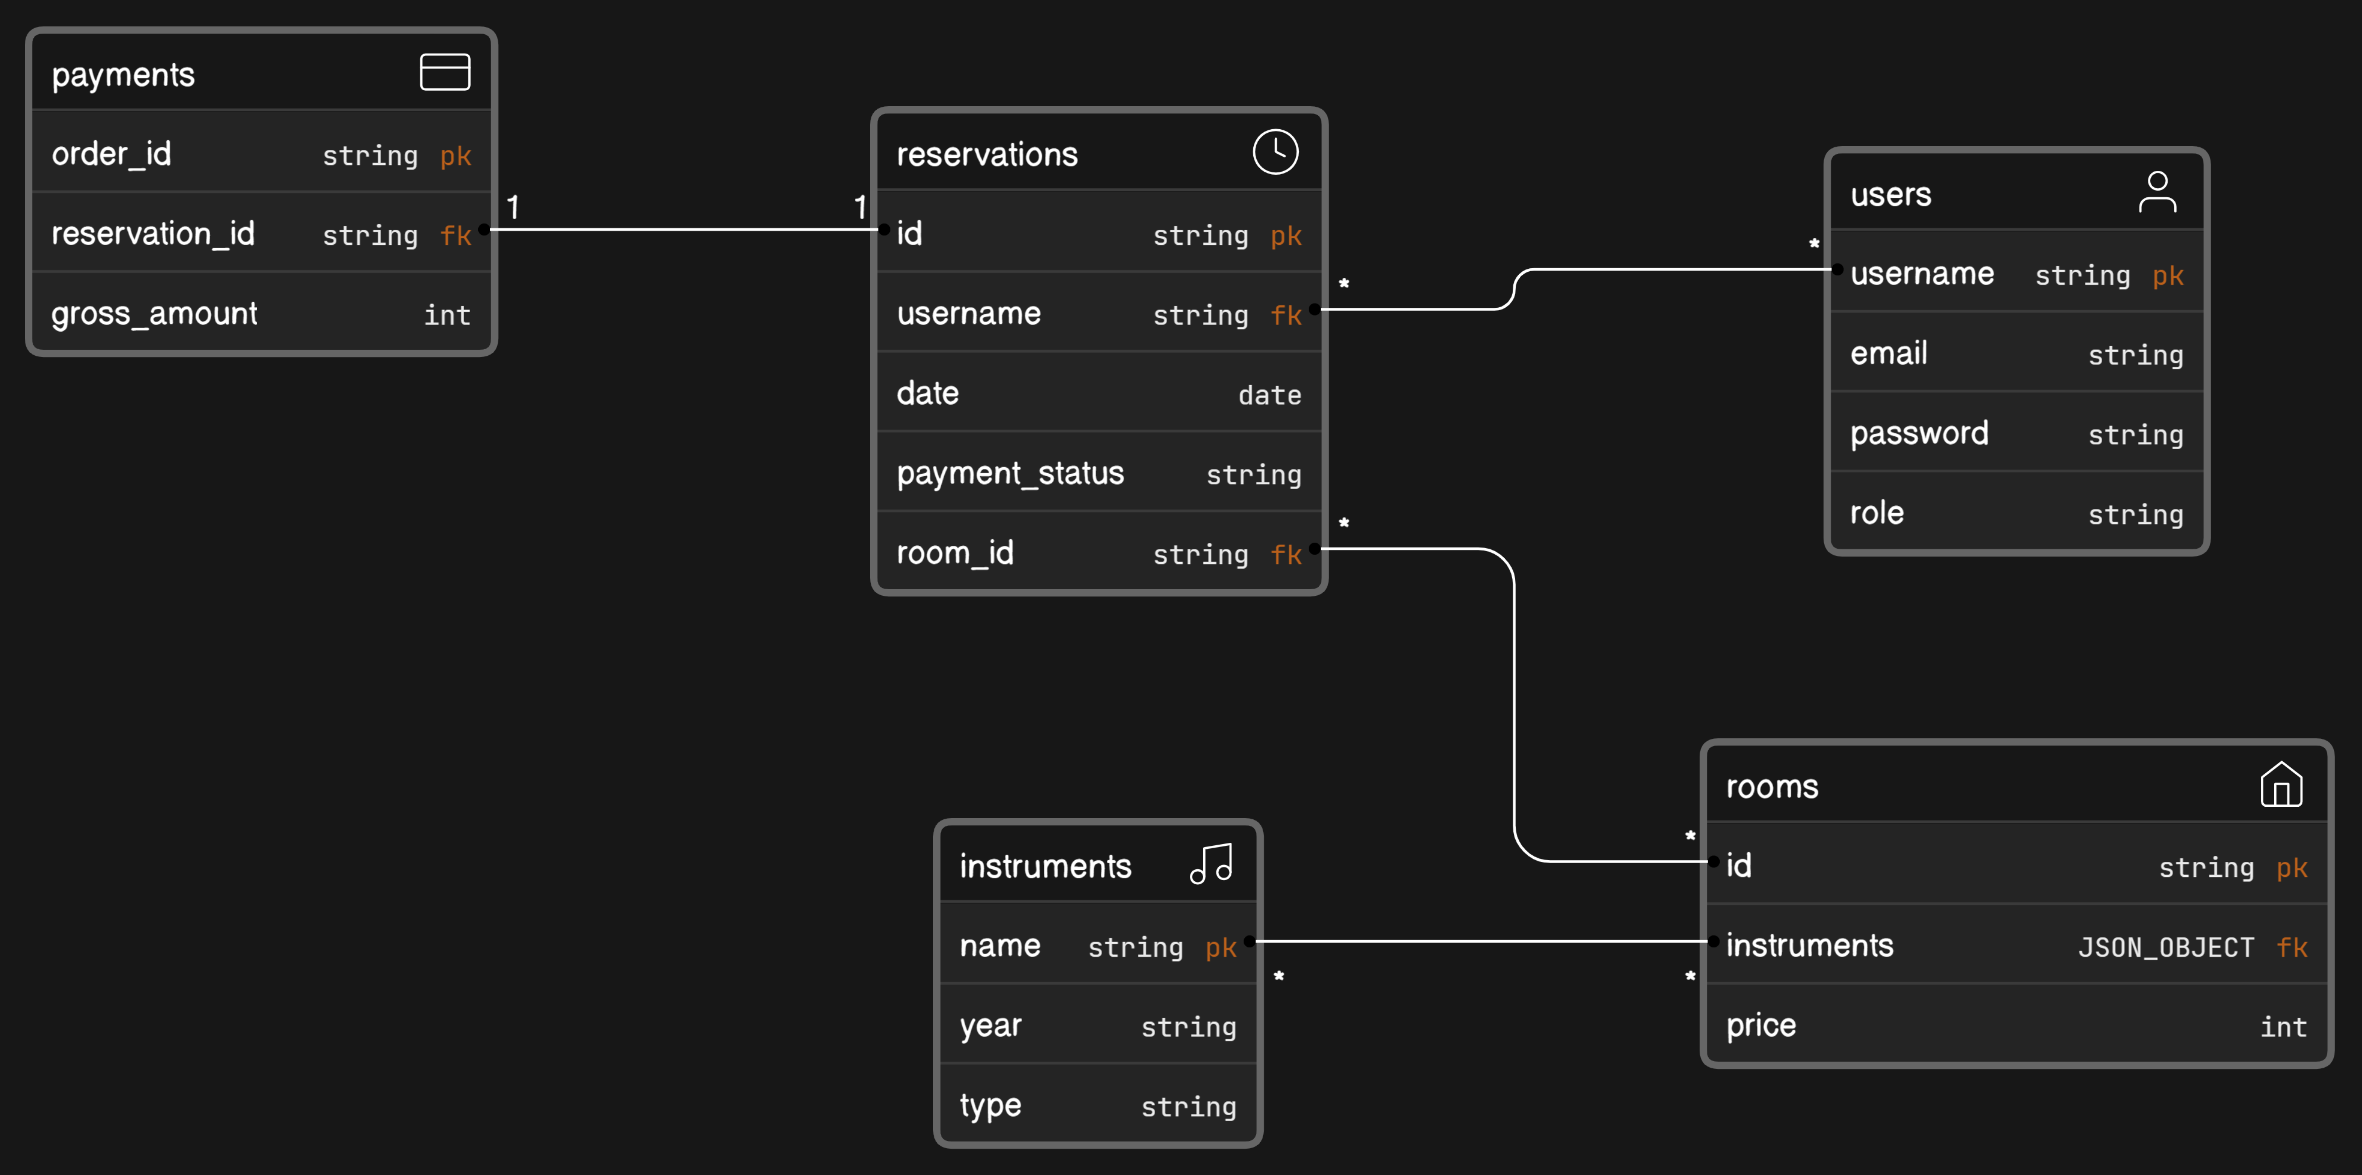 payments
order_id string pk
reservation_id string fk
gross_amount int
1
1
reservations
id string pk
username string fk
date date
payment_status string
room_id string fk
*
*
users
username string pk
email string
password string
role string
*
*
rooms
id string pk
instruments JSON_OBJECT fk
price int
*
*
instruments
name string pk
year string
type string